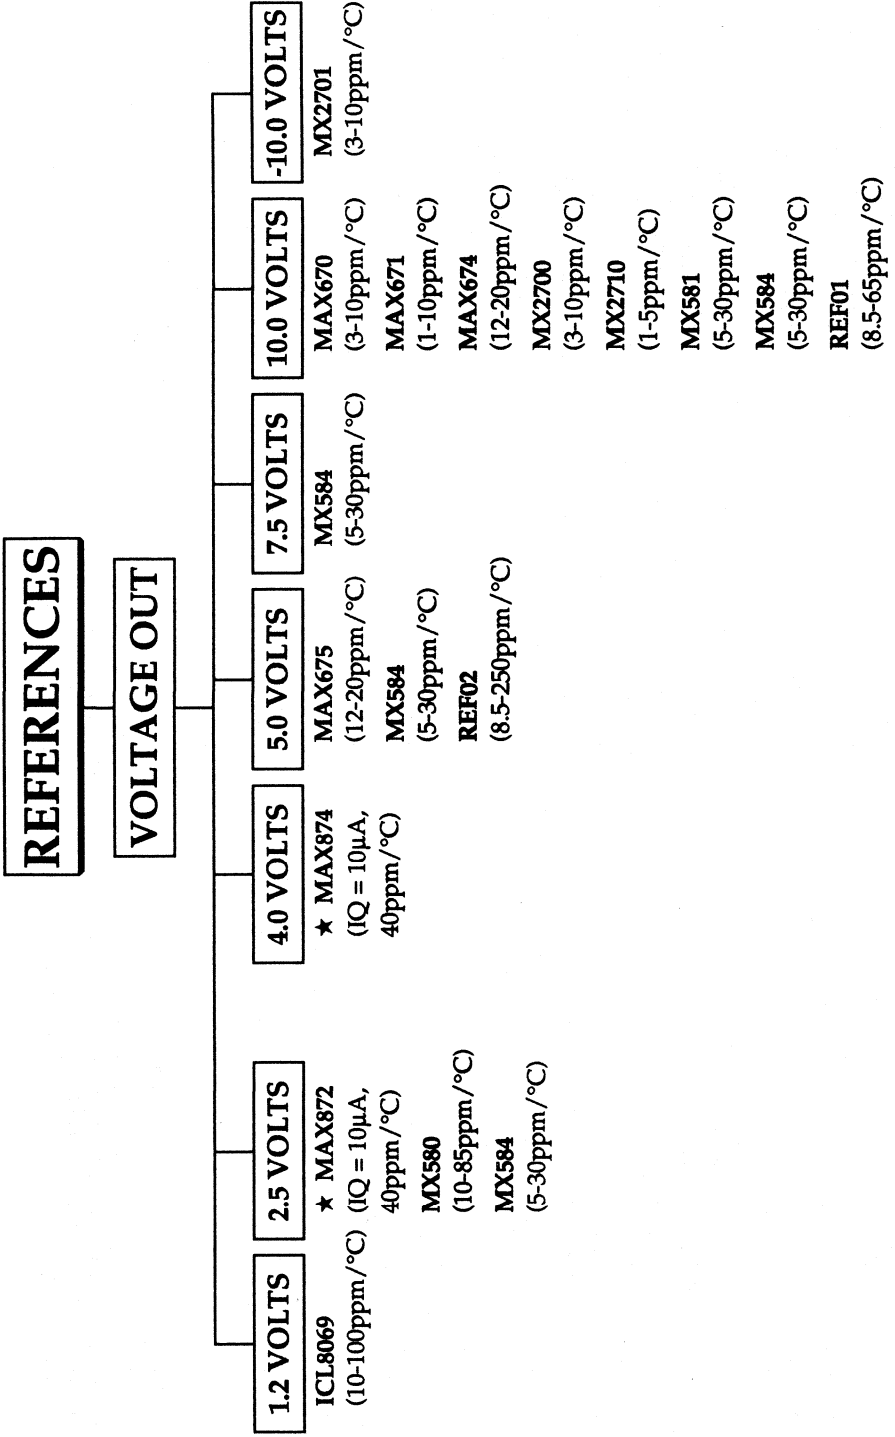 REFERENCES
VOLTAGE OUT
1.2 VOLTS
ICL8069
(10-100ppm/°C)
2.5 VOLTS
★ MAX872
(IQ = 10µA,
40ppm/°C)
MX580
(10-85ppm/°C)
MX584
(5-30ppm/°C)
4.0 VOLTS
★ MAX874
(IQ = 10µA,
40ppm/°C)
5.0 VOLTS
MAX675
(12-20ppm/°C)
MX584
(5-30ppm/°C)
REF02
(8.5-250ppm/°C)
7.5 VOLTS
MX584
(5-30ppm/°C)
10.0 VOLTS
MAX670
(3-10ppm/°C)
MAX671
(1-10ppm/°C)
MAX674
(12-20ppm/°C)
MX2700
(3-10ppm/°C)
MX2710
(1-5ppm/°C)
MX581
(5-30ppm/°C)
MX584
(5-30ppm/°C)
REF01
(8.5-65ppm/°C)
-10.0 VOLTS
MX2701
(3-10ppm/°C)